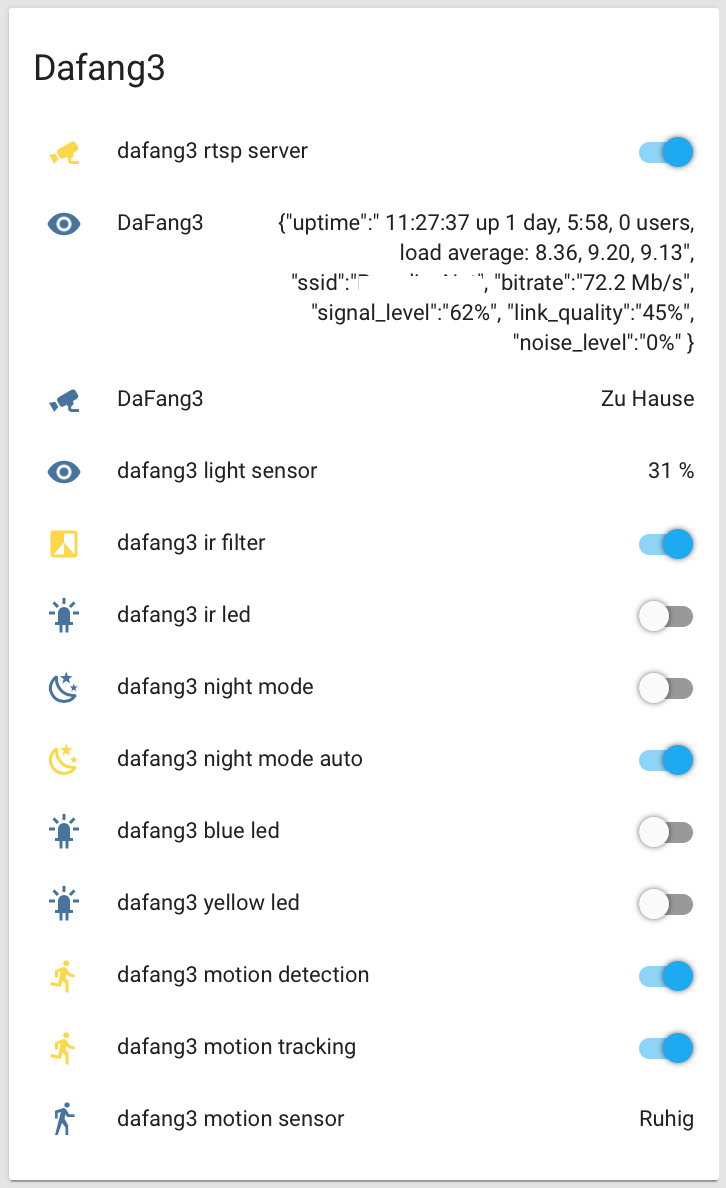 Dafang3
dafang3 rtsp server
DaFang3 {"uptime":" 11:27:37 up 1 day, 5:58, 0 users,
load average: 8.36, 9.20, 9.13",
"ssid":" ", "bitrate":"72.2 Mb/s",
"signal_level":"62%", "link_quality":"45%",
"noise_level":"0%" }
DaFang3 Zu Hause
dafang3 light sensor 31 %
dafang3 ir filter
dafang3 ir led
dafang3 night mode
dafang3 night mode auto
dafang3 blue led
dafang3 yellow led
dafang3 motion detection
dafang3 motion tracking
dafang3 motion sensor Ruhig